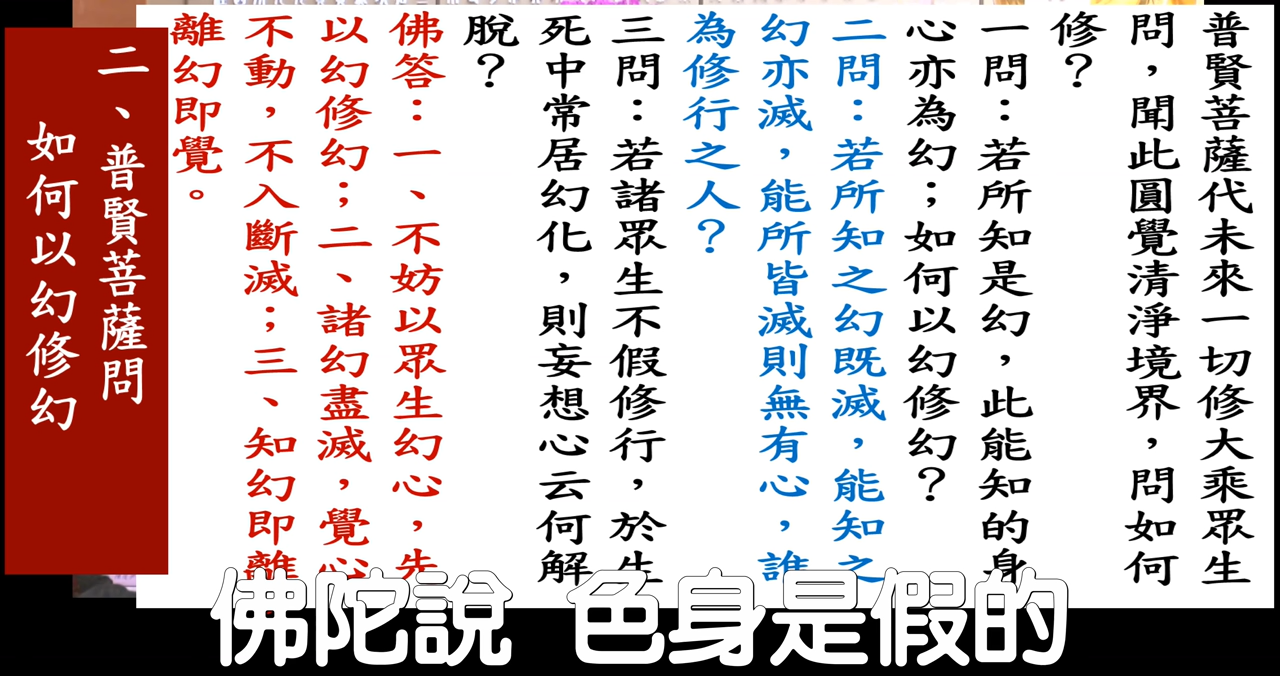 二、普賢菩薩問
如何以幻修幻
普賢菩薩代未來一切修大乘眾生
問，聞此圓覺清淨境界，問如何
修？
一問：若所知是幻，此能知的身
心亦為幻；如何以幻修幻？
二問：若所知之幻既滅，能知之
幻亦滅，能所皆滅則無有心，誰
為修行之人？
三問：若諸眾生不假修行，於生
死中常居幻化，則妄想心云何解
脫？
佛答：一、不妨以眾生幻心，先
以幻修幻；二、諸幻盡滅，覺心
不動，不入斷滅；三、知幻即離，
離幻即覺。
佛陀說 色身是假的